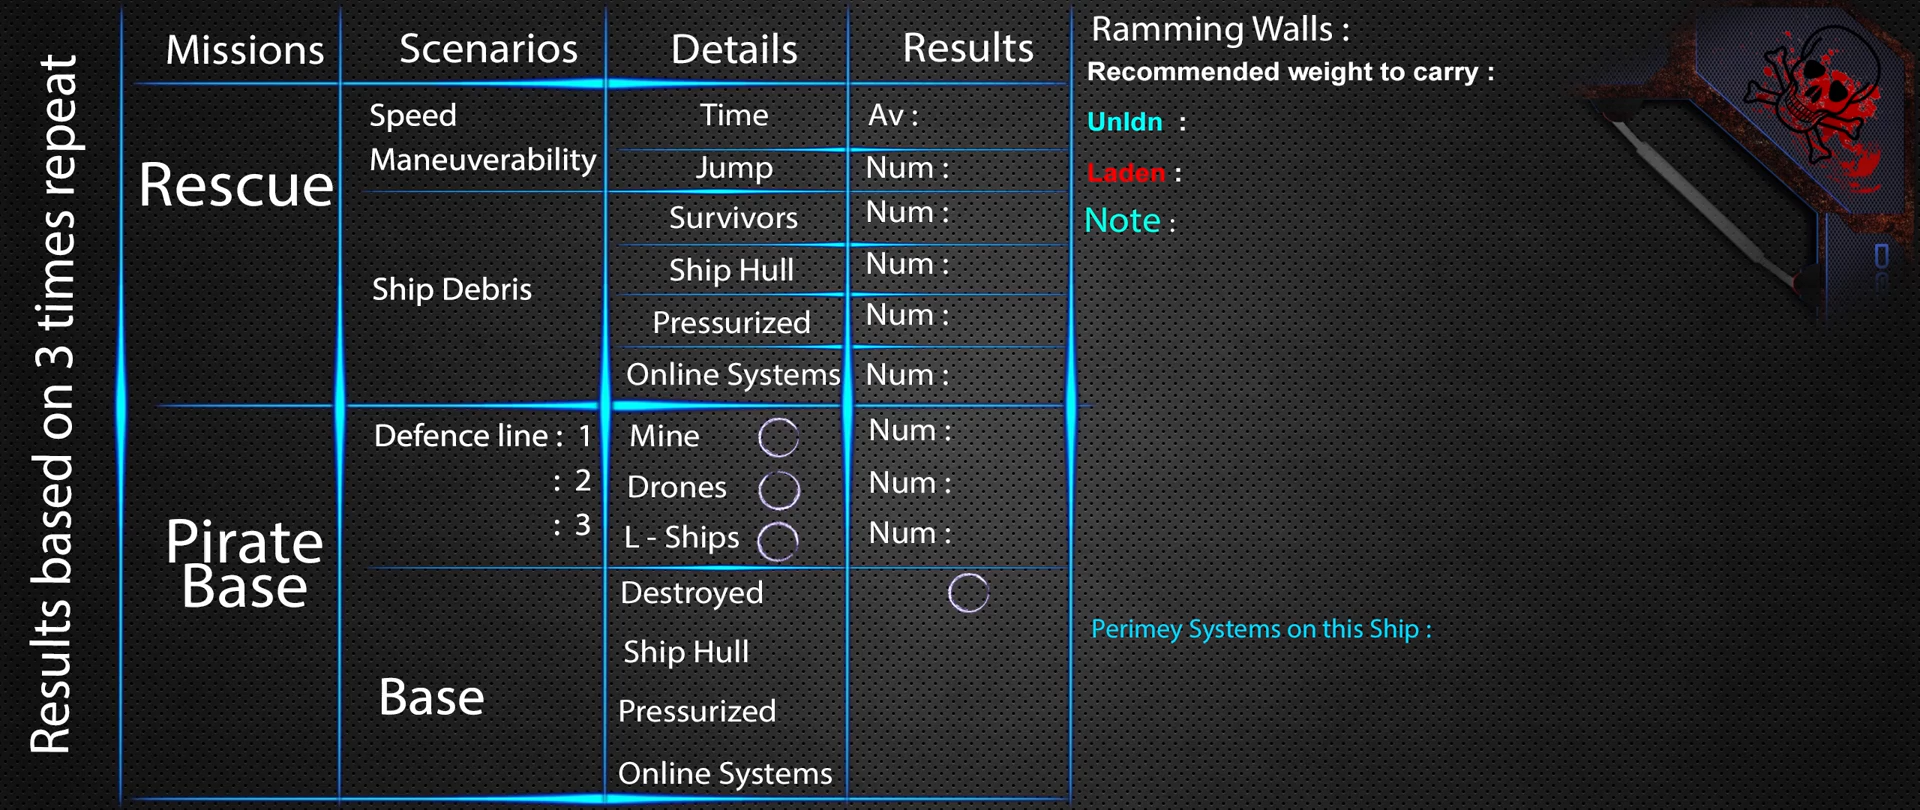 Results based on 3 times repeat
Missions Scenarios Details Results
Rescue
Speed
Maneuverability
Time Av :
Jump Num :
Ship Debris
Survivors Num :
Ship Hull Num :
Pressurized Num :
Online Systems Num :
Pirate
Base
Defence line : 1 Mine Num :
: 2 Drones Num :
: 3 L - Ships Num :
Base
Destroyed
Ship Hull
Pressurized
Online Systems
Ramming Walls :
Recommended weight to carry :
Unldn :
Laden :
Note :
Perimey Systems on this Ship :